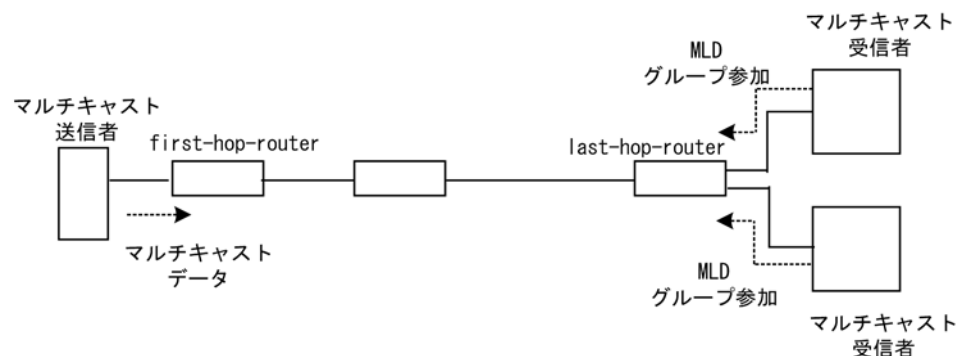 マルチキャスト
受信者
MLD
グループ参加
マルチキャスト
送信者
first-hop-router
last-hop-router
マルチキャスト
データ
MLD
グループ参加
マルチキャスト
受信者